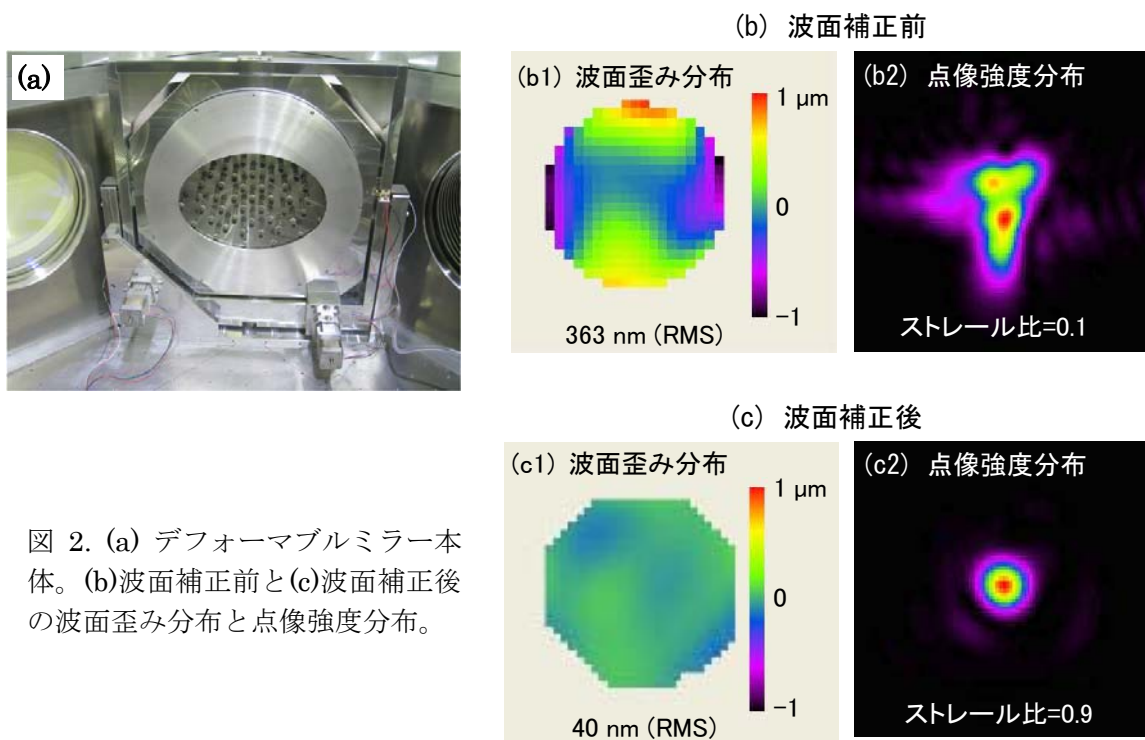 (a)
(b) 波面補正前
(b1) 波面歪み分布
1 μm
0
−1
363 nm (RMS)
(b2) 点像強度分布
ストレール比=0.1
(c) 波面補正後
(c1) 波面歪み分布
1 μm
0
−1
40 nm (RMS)
(c2) 点像強度分布
ストレール比=0.9
図 2. (a) デフォーマブルミラー本
体。(b)波面補正前と(c)波面補正後
の波面歪み分布と点像強度分布。